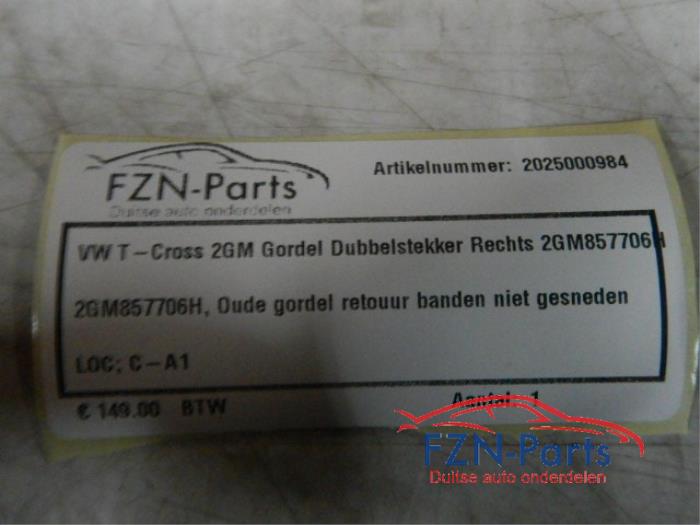 FZN-Parts
Duitse auto onderdelen
Artikelnummer: 2025000984
VW T-Cross 2GM Gordel Dubbelstekker Rechts 2GM857706H
2GM857706H, Oude gordel retouur banden niet gesneden
LOC; C-A1
€ 149.00 BTW
Aantal: 1
FZN-Parts
Duitse auto onderdelen